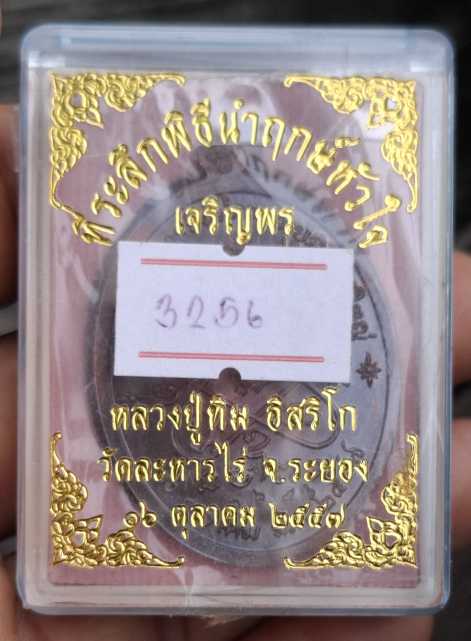 ที่ระลึกพิธีนำฤกษ์หัวใจ
เจริญพร
3256
หลวงปู่ทิม อิสริโก
วัดละหารไร่ จ.ระยอง
๑๖ ตุลาคม ๒๕๕๗